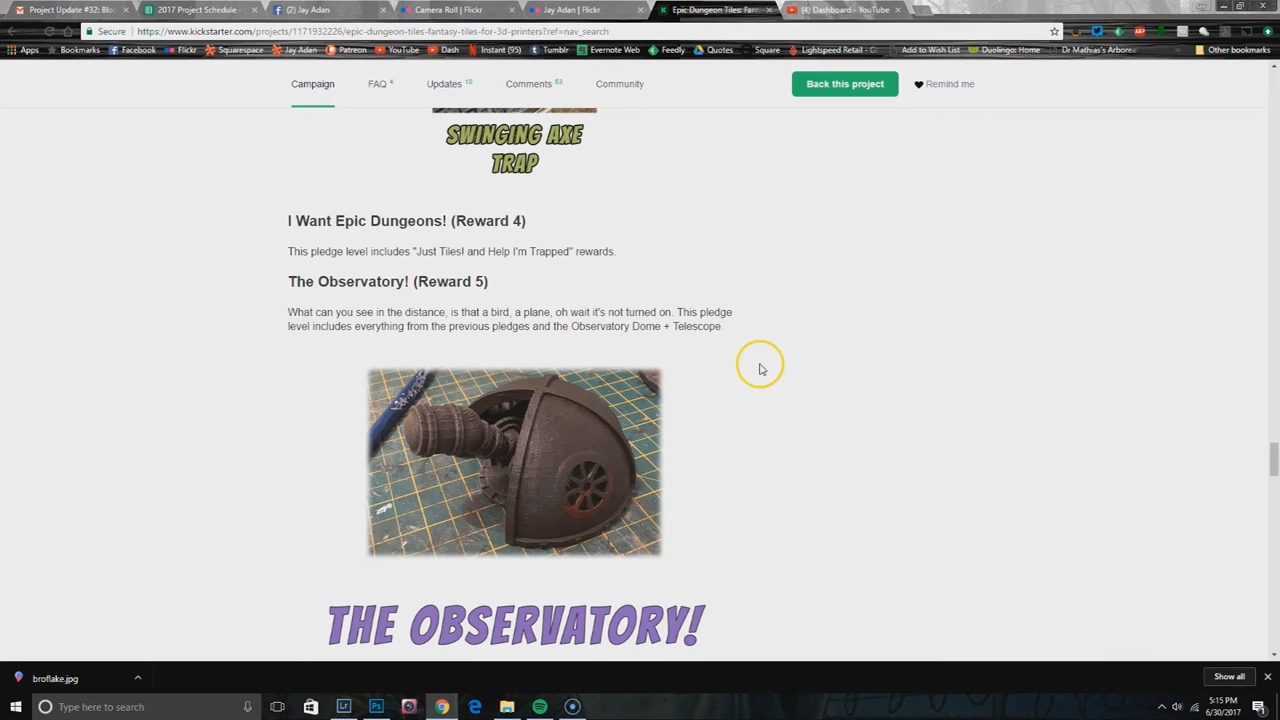 Project Update #32: Blo
2017 Project Schedule -
(2) Jay Adan
Camera Roll | Flickr
Jay Adan | Flickr
Epic Dungeon Tiles: Fant
(4) Dashboard - YouTube
Secure
https://www.kickstarter.com/projects/1171932226/epic-dungeon-tiles-fantasy-tiles-for-3d-printers?ref=nav_search
Apps
Bookmarks
Facebook
Flickr
Squarespace
Jay Adan
Instagram
Patreon
YouTube
Dash
Instant (95)
Tumblr
Evernote Web
Feedly
Quotes
Square
Lightspeed Retail -
Add to Wish List
Duolingo: Home
Dr Mathias's Arbore
Other bookmarks
Campaign
FAQ 4
Updates 10
Comments 53
Community
Back this project
Remind me
SWINGING AXE
TRAP
I Want Epic Dungeons! (Reward 4)
This pledge level includes "Just Tiles! and Help I'm Trapped" rewards.
The Observatory! (Reward 5)
What can you see in the distance, is that a bird, a plane, oh wait it's not turned on. This pledge
level includes everything from the previous pledges and the Observatory Dome + Telescope.
THE OBSERVATORY!
broflake.jpg
Show all
Type here to search
5:15 PM
6/30/2017